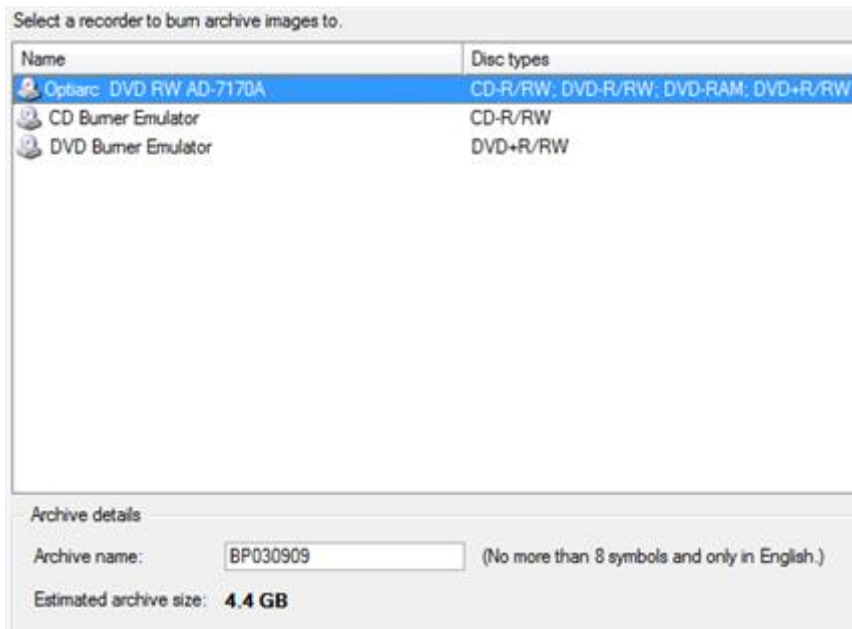 Select a recorder to burn archive images to.
Name Disc types
Optiarc DVD RW AD-7170A CD-R/RW; DVD-R/RW; DVD-RAM; DVD+R/RW
CD Burner Emulator CD-R/RW
DVD Burner Emulator DVD+R/RW
Archive details
Archive name: BP030909 (No more than 8 symbols and only in English.)
Estimated archive size: 4.4 GB